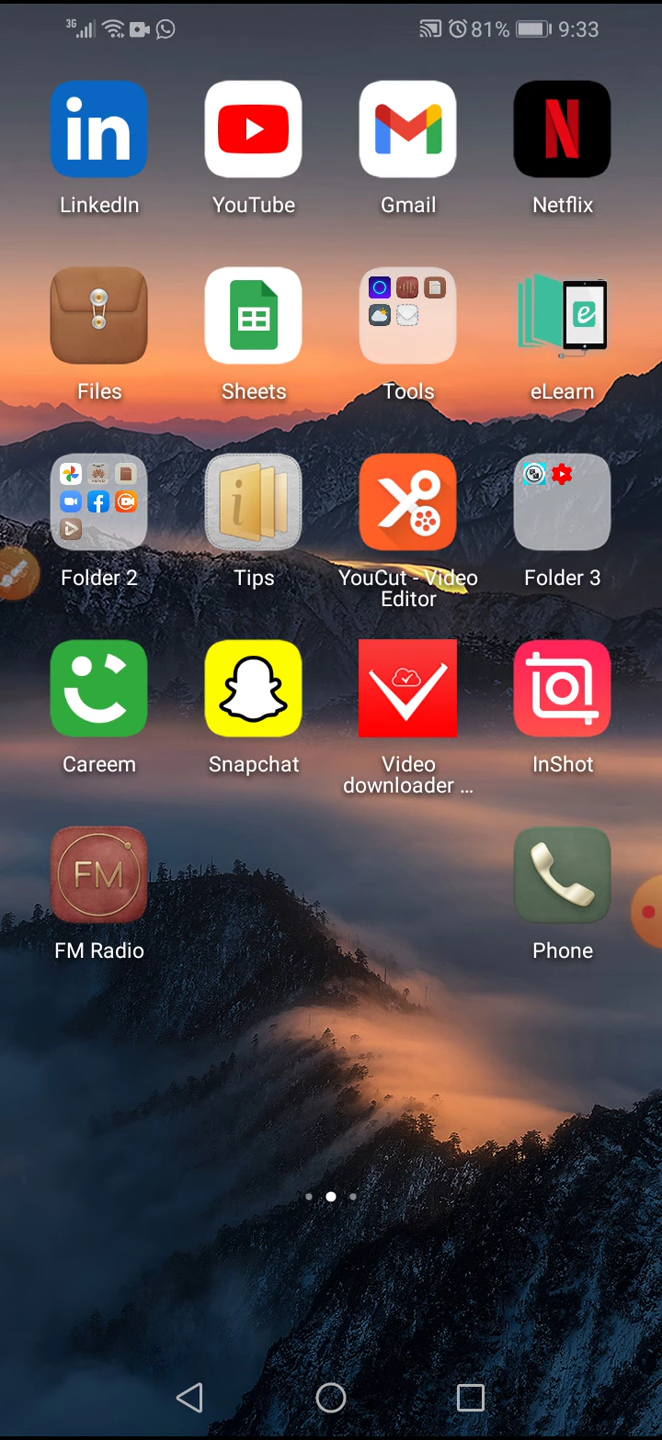 3G 81% 9:33
in
N
LinkedIn YouTube Gmail Netflix
e
Files Sheets Tools eLearn
i
Folder 2 Tips YouCut - Video Folder 3
Editor
Careem Snapchat Video InShot
downloader ...
FM
FM Radio Phone